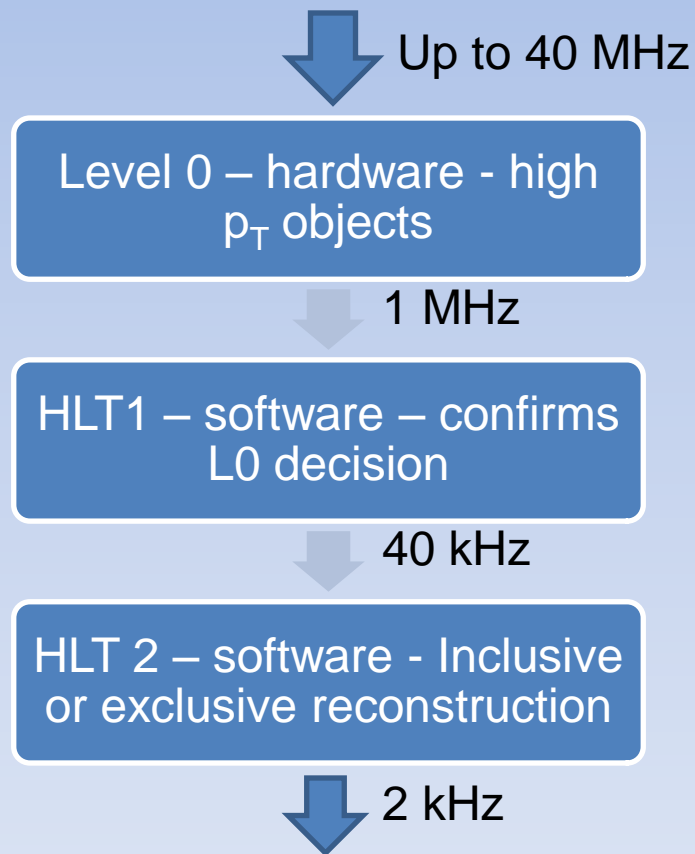 Up to 40 MHz
Level 0 – hardware - high
pT objects
1 MHz
HLT1 – software – confirms
L0 decision
40 kHz
HLT 2 – software - Inclusive
or exclusive reconstruction
2 kHz